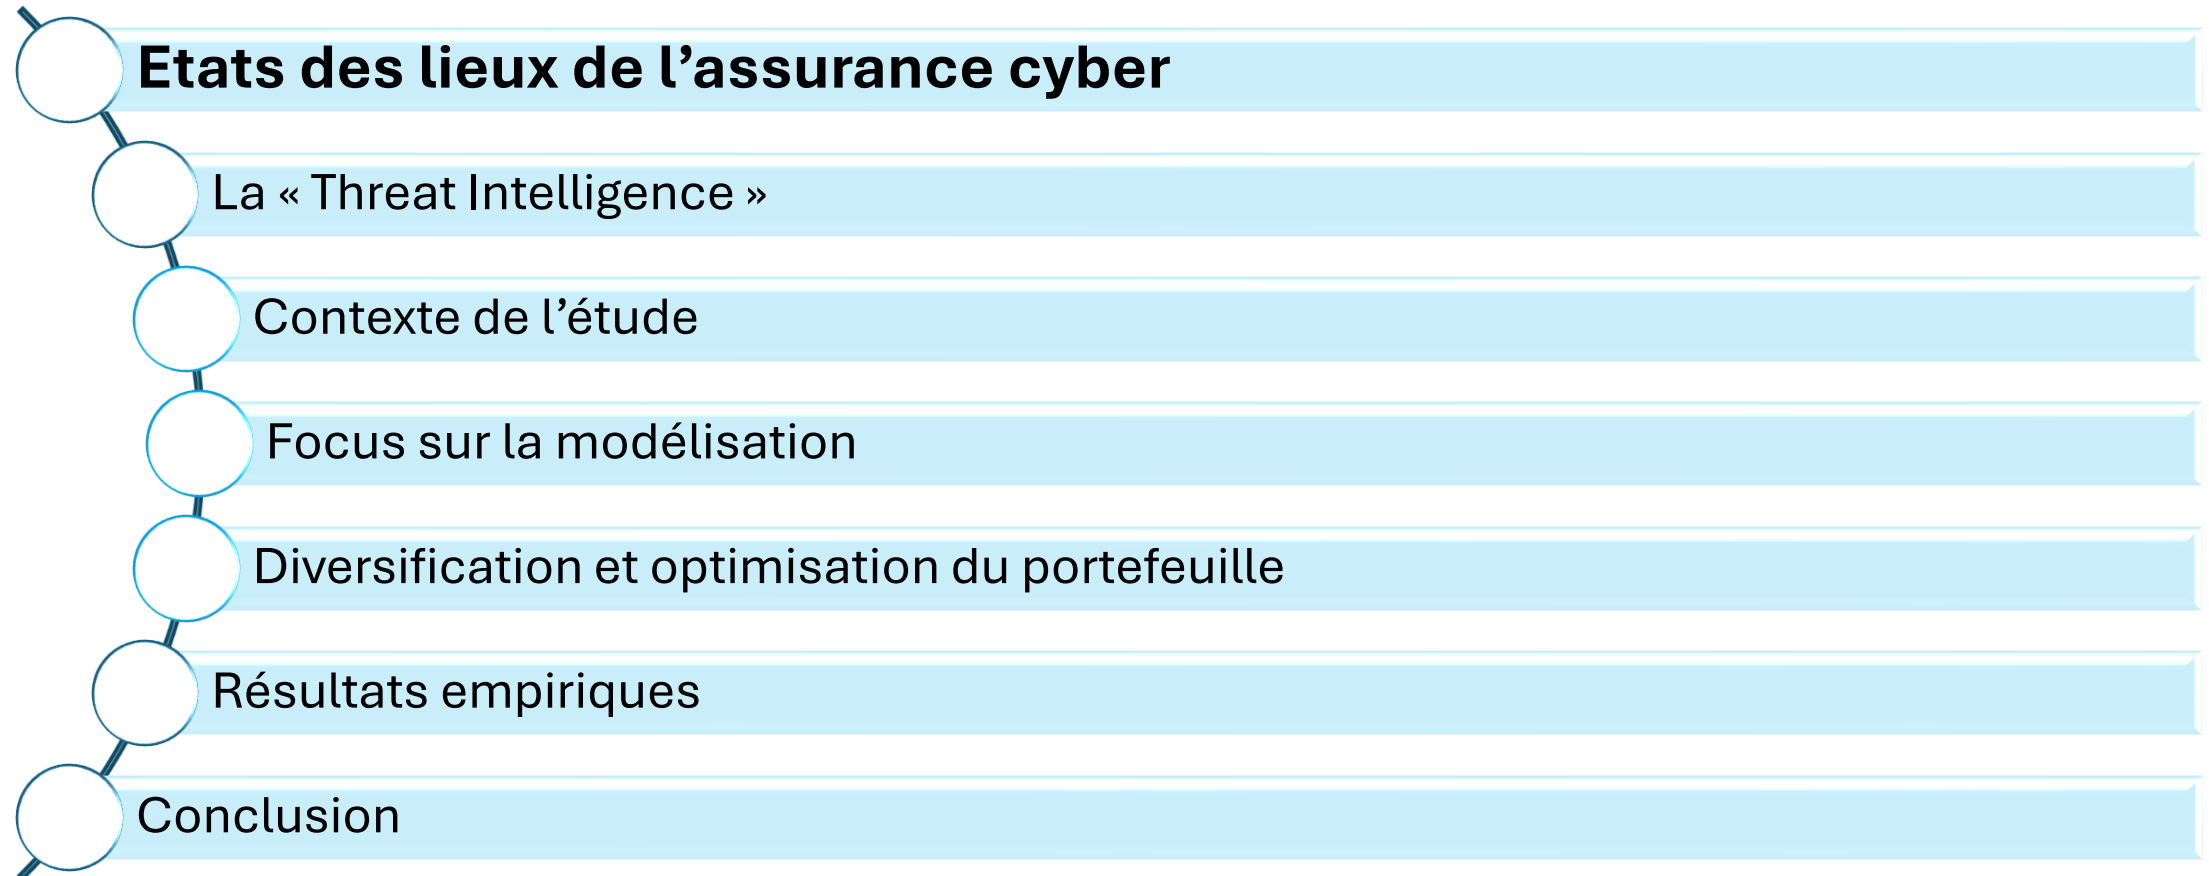 Etats des lieux de l’assurance cyber
La « Threat Intelligence »
Contexte de l’étude
Focus sur la modélisation
Diversification et optimisation du portefeuille
Résultats empiriques
Conclusion